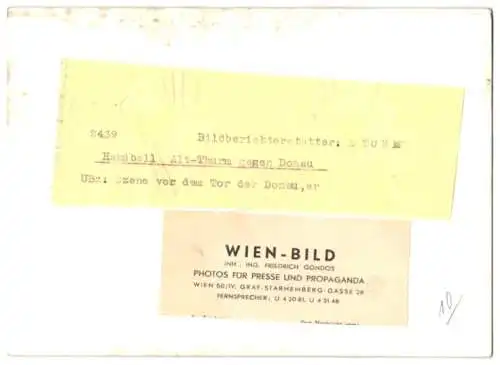 2439 Bildberichterstatter:
Handball Alt-Thurm gegen Donau
UBz: Szene vor dem Tor der Donau,er
WIEN-BILD
INH.: ING. FRIEDRICH GONDOS
PHOTOS FÜR PRESSE UND PROPAGANDA
WIEN 50/IV, GRAF-STARHEMBERG-GASSE 28
FERNSPRECHER: U 4 20 81, U 4 31 48
10